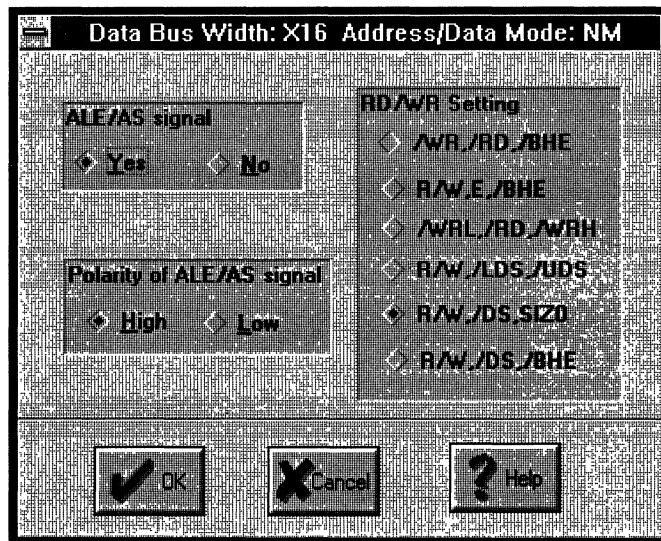 Data Bus Width: X16 Address/Data Mode: NM
ALE/AS signal
Yes No
Polarity of ALE/AS signal
High Low
RD/WR Setting
/WR,/RD,/BHE
R/W,E,/BHE
/WRL,/RD,/WRH
R/W,/LDS,/UDS
R/W,/DS,SIZ0
R/W,/DS,/BHE
OK Cancel Help